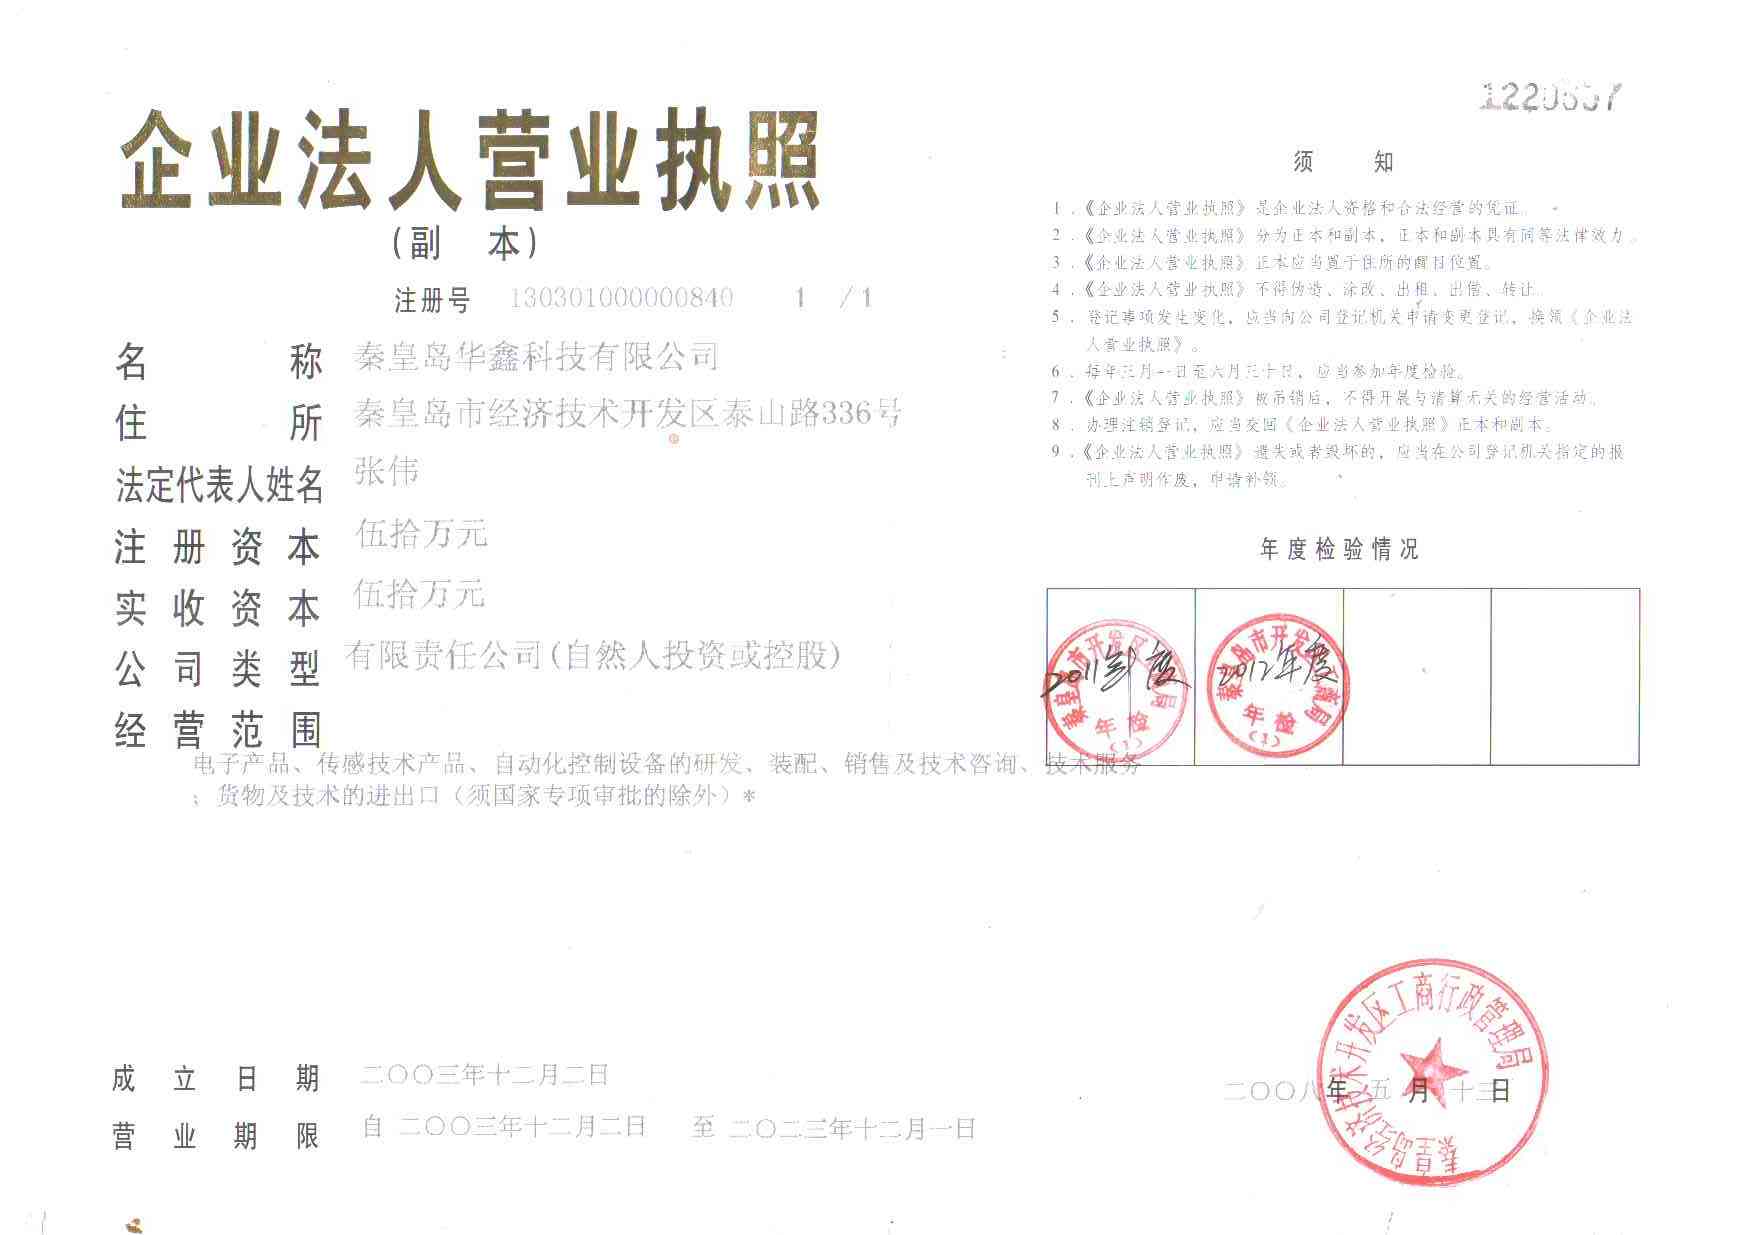 企业法人营业执照
(副 本)
注册号 130301000000840 1 /1
名 称 秦皇岛华鑫科技有限公司
住 所 秦皇岛市经济技术开发区泰山路336号
法定代表人姓名 张伟
注册资本 伍拾万元
实收资本 伍拾万元
公司类型 有限责任公司(自然人投资或控股)
经营范围
电子产品、传感技术产品、自动化控制设备的研发、装配、销售及技术咨询、技术服务
；货物及技术的进出口（须国家专项审批的除外）*
成立日期 二〇〇三年十二月二日
营业期限 自 二〇〇三年十二月二日 至 二〇二三年十二月一日
须 知
1．《企业法人营业执照》是企业法人资格和合法经营的凭证。
2．《企业法人营业执照》分为正本和副本，正本和副本具有同等法律效力。
3．《企业法人营业执照》正本应当置于住所的醒目位置。
4．《企业法人营业执照》不得伪造、涂改、出租、出借、转让。
5．登记事项发生变化，应当向公司登记机关申请变更登记，换领《企业法
人营业执照》。
6．每年三月一日至六月三十日，应当参加年度检验。
7．《企业法人营业执照》被吊销后，不得开展与清算无关的经营活动。
8．办理注销登记，应当交回《企业法人营业执照》正本和副本。
9．《企业法人营业执照》遗失或者毁坏的，应当在公司登记机关指定的报
刊上声明作废，申请补领。
年度检验情况
2011年度
年检
(1)
2012年度
年检
(1)
秦皇岛经济技术开发区工商行政管理局
二〇〇八年 五 月 十三日